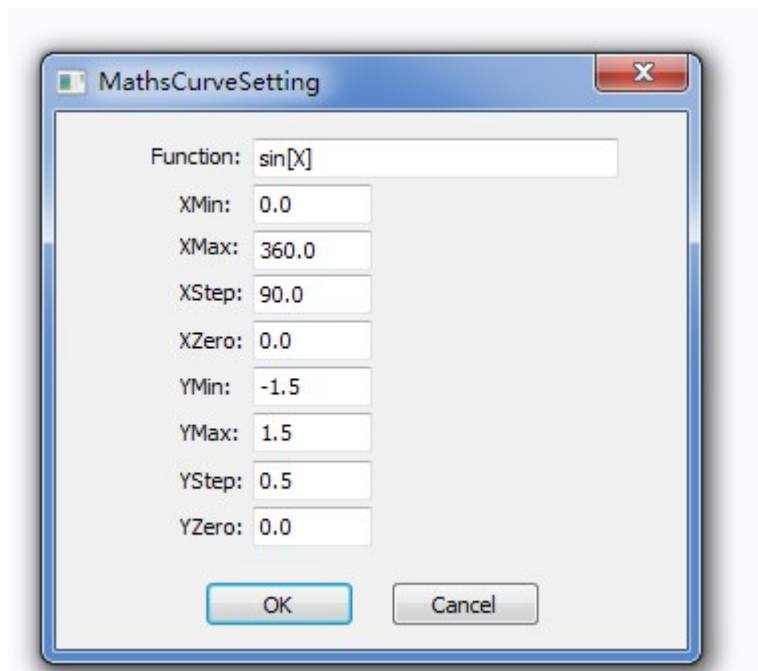 MathsCurveSetting
Function: sin[X]
XMin: 0.0
XMax: 360.0
XStep: 90.0
XZero: 0.0
YMin: -1.5
YMax: 1.5
YStep: 0.5
YZero: 0.0
OK Cancel